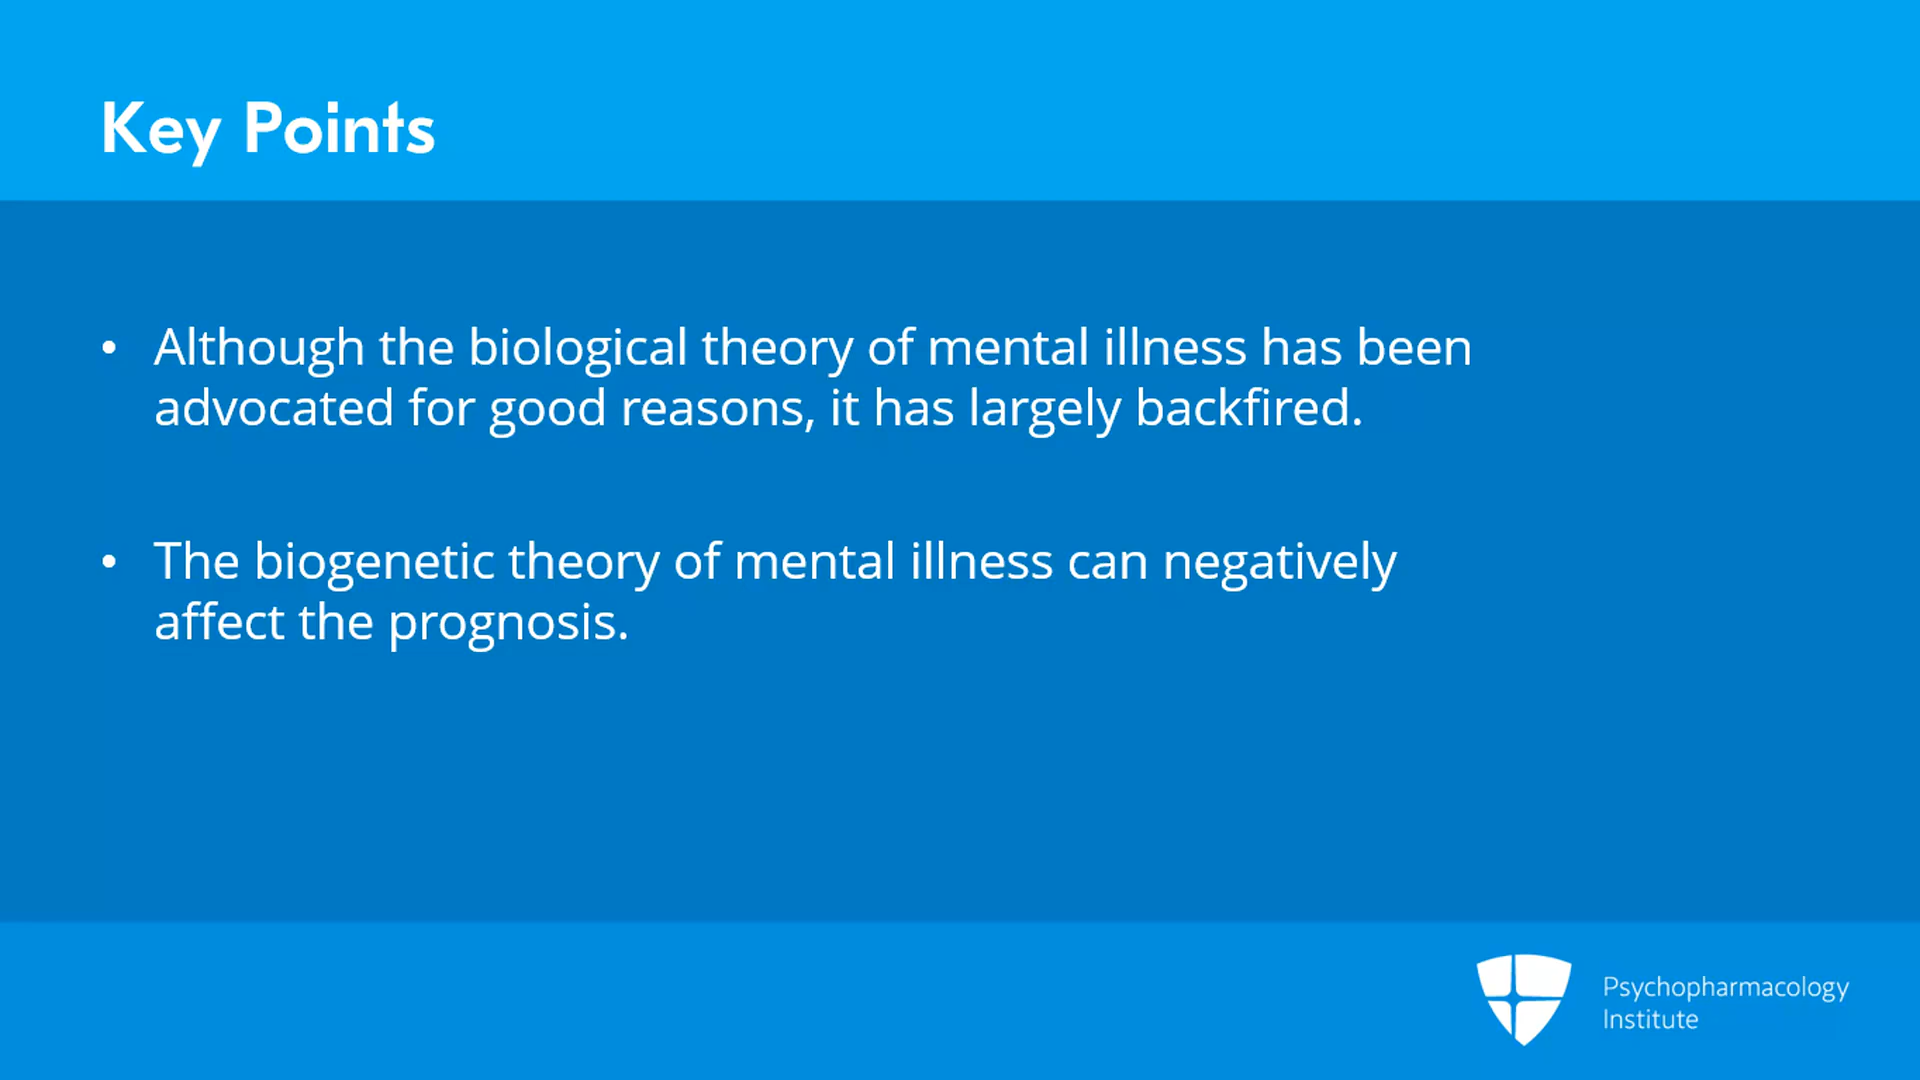 Key Points
• Although the biological theory of mental illness has been
advocated for good reasons, it has largely backfired.
• The biogenetic theory of mental illness can negatively
affect the prognosis.
Psychopharmacology
Institute